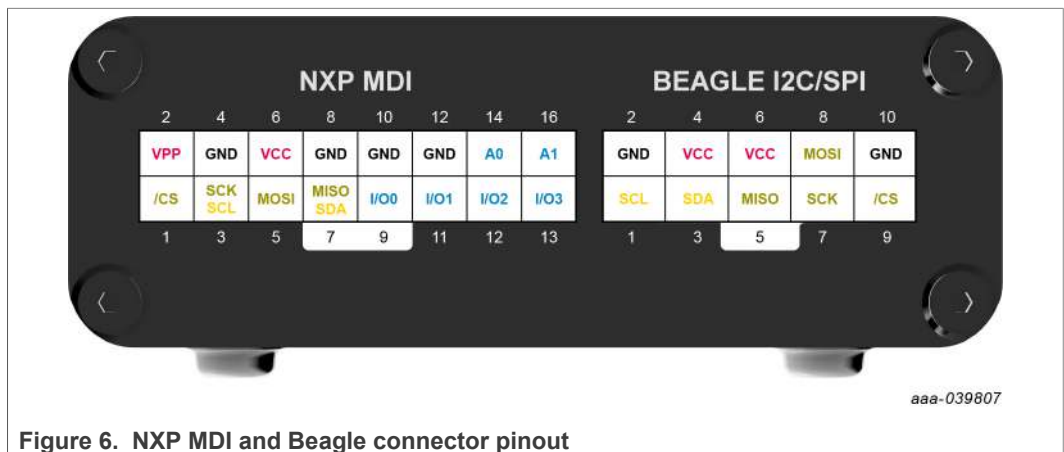 NXP MDI
BEAGLE I2C/SPI
2 4 6 8 10 12 14 16
VPP GND VCC GND GND GND A0 A1
/CS SCK MOSI MISO I/O0 I/O1 I/O2 I/O3
SCL SDA
1 3 5 7 9 11 12 13
2 4 6 8 10
GND VCC VCC MOSI GND
SCL SDA MISO SCK /CS
1 3 5 7 9
aaa-039807
Figure 6. NXP MDI and Beagle connector pinout